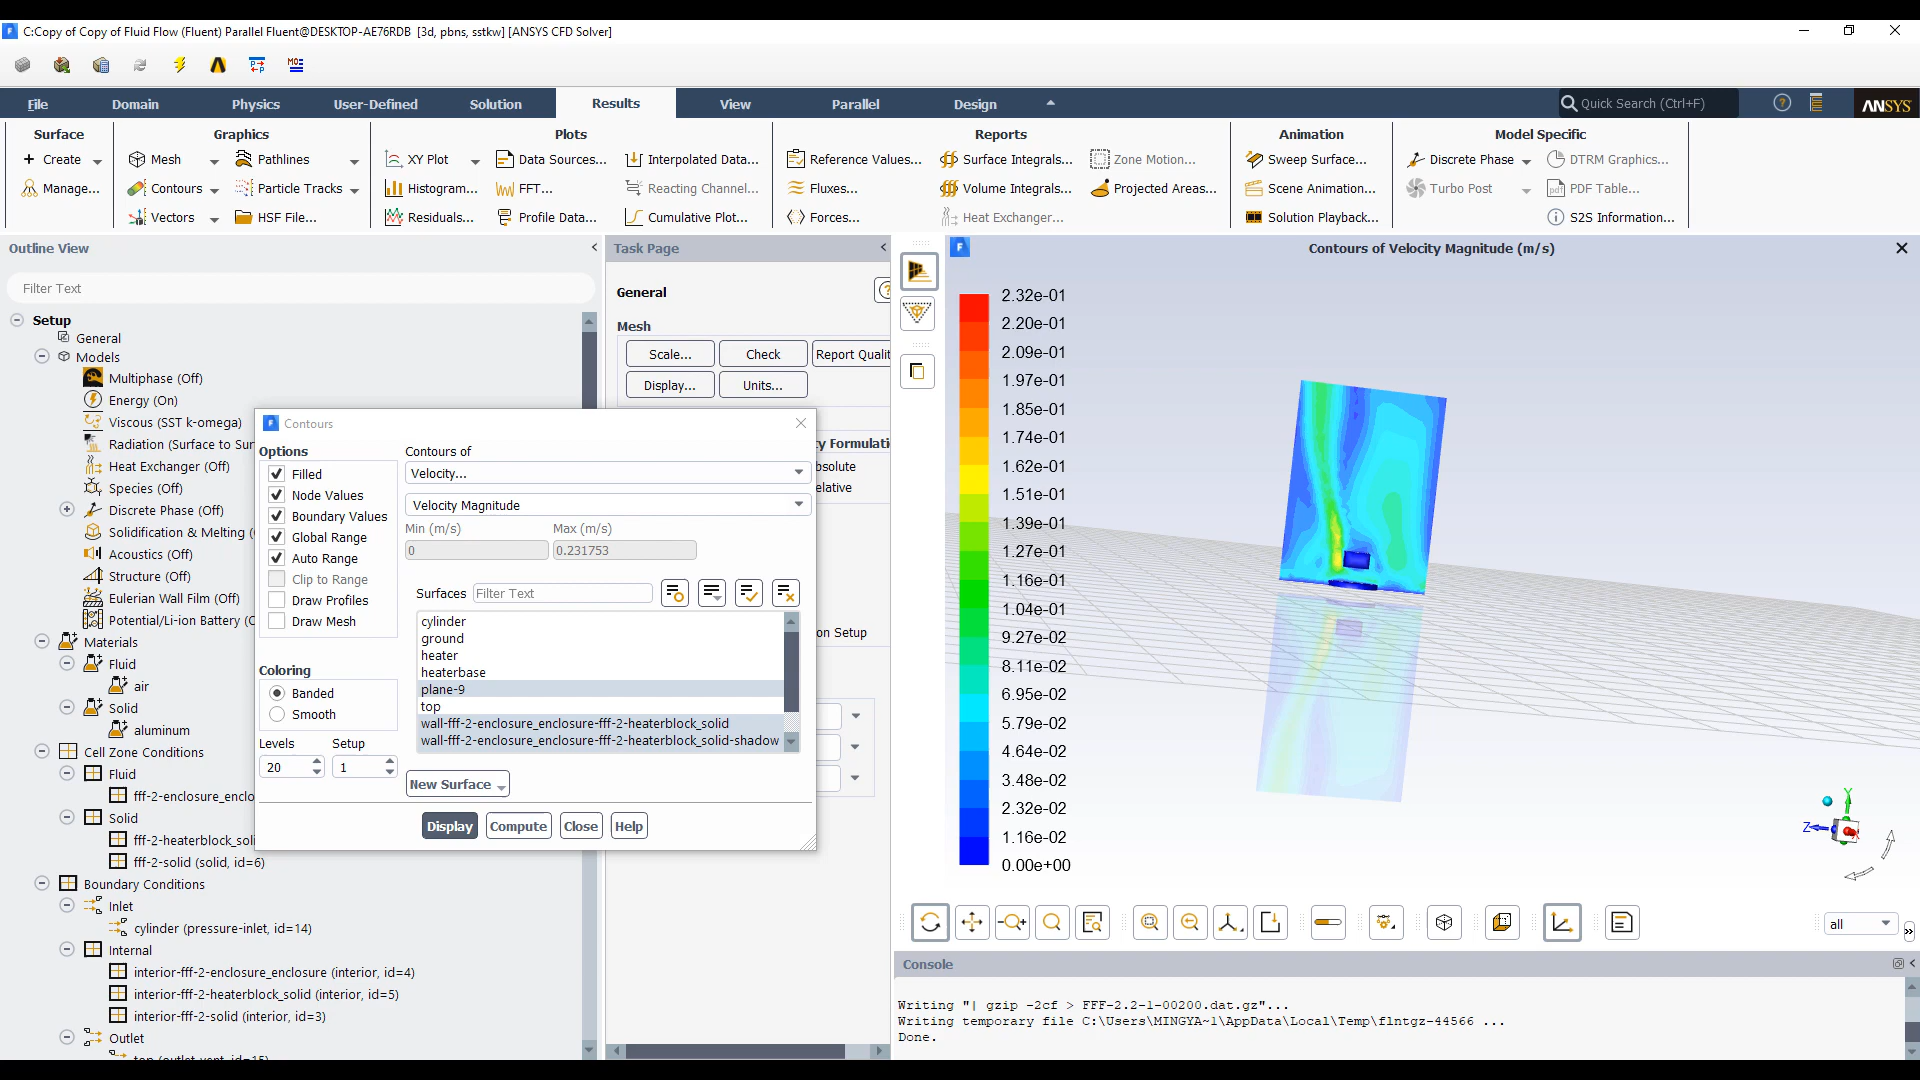 C:Copy of Copy of Fluid Flow (Fluent) Parallel Fluent@DESKTOP-AE76RDB [3d, pbns, sstkw] [ANSYS CFD Solver]
File Domain Physics User-Defined Solution Results View Parallel Design Quick Search (Ctrl+F) ANSYS
Surface Graphics Plots Reports Animation Model Specific
Create Mesh Pathlines XY Plot Data Sources... Interpolated Data... Reference Values... Surface Integrals... Zone Motion... Sweep Surface... Discrete Phase DTRM Graphics...
Manage... Contours Particle Tracks Histogram... FFT... Reacting Channel... Fluxes... Volume Integrals... Projected Areas... Scene Animation... Turbo Post PDF Table...
Vectors HSF File... Residuals... Profile Data... Cumulative Plot... Forces... Heat Exchanger... Solution Playback... S2S Information...
Outline View
Filter Text
Setup
General
Models
Multiphase (Off)
Energy (On)
Viscous (SST k-omega)
Radiation (Surface to Sur
Heat Exchanger (Off)
Species (Off)
Discrete Phase (Off)
Solidification & Melting (
Acoustics (Off)
Structure (Off)
Eulerian Wall Film (Off)
Potential/Li-ion Battery (
Materials
Fluid
air
Solid
aluminum
Cell Zone Conditions
Fluid
fff-2-enclosure_enclo
Solid
fff-2-heaterblock_soli
fff-2-solid (solid, id=6)
Boundary Conditions
Inlet
cylinder (pressure-inlet, id=14)
Internal
interior-fff-2-enclosure_enclosure (interior, id=4)
interior-fff-2-heaterblock_solid (interior, id=5)
interior-fff-2-solid (interior, id=3)
Outlet
top (outlet-vent, id=15)
Task Page
General
Mesh
Scale... Check Report Qualit
Display... Units...
y Formulati
bsolute
elative
on Setup
Contours
Options
Filled
Node Values
Boundary Values
Global Range
Auto Range
Clip to Range
Draw Profiles
Draw Mesh
Coloring
Banded
Smooth
Levels Setup
20 1
Contours of
Velocity...
Velocity Magnitude
Min (m/s) Max (m/s)
0 0.231753
Surfaces Filter Text
cylinder
ground
heater
heaterbase
plane-9
top
wall-fff-2-enclosure_enclosure-fff-2-heaterblock_solid
wall-fff-2-enclosure_enclosure-fff-2-heaterblock_solid-shadow
New Surface
Display Compute Close Help
Contours of Velocity Magnitude (m/s)
2.32e-01
2.20e-01
2.09e-01
1.97e-01
1.85e-01
1.74e-01
1.62e-01
1.51e-01
1.39e-01
1.27e-01
1.16e-01
1.04e-01
9.27e-02
8.11e-02
6.95e-02
5.79e-02
4.64e-02
3.48e-02
2.32e-02
1.16e-02
0.00e+00
Y
Z
all
Console
Writing "| gzip -2cf > FFF-2.2-1-00200.dat.gz"...
Writing temporary file C:\Users\MINGYA~1\AppData\Local\Temp\flntgz-44566 ...
Done.